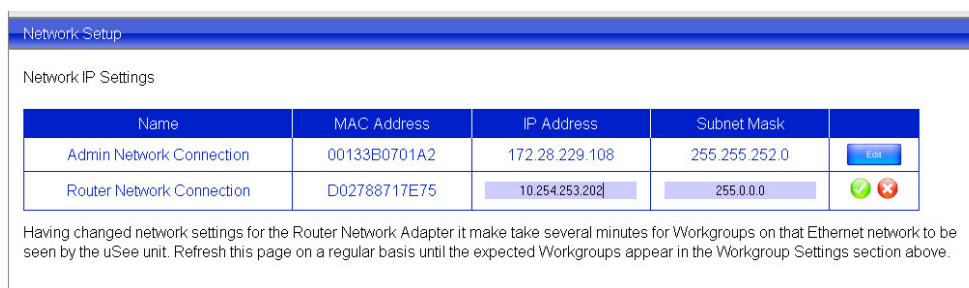 Network Setup
Network IP Settings
Name MAC Address IP Address Subnet Mask
Admin Network Connection 00133B0701A2 172.28.229.108 255.255.252.0 Edit
Router Network Connection D02788717E75 10.254.253.202 255.0.0.0
Having changed network settings for the Router Network Adapter it make take several minutes for Workgroups on that Ethernet network to be
seen by the uSee unit. Refresh this page on a regular basis until the expected Workgroups appear in the Workgroup Settings section above.